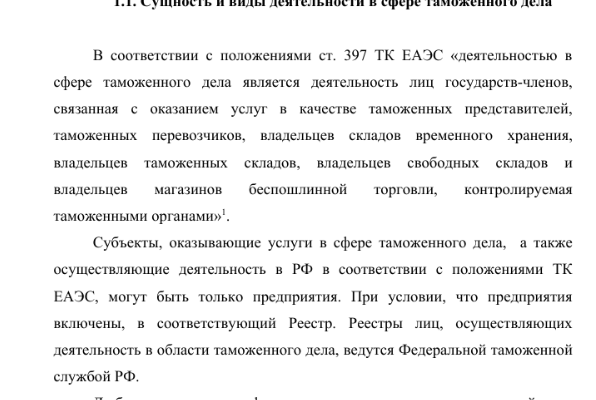 1.1. Сущность и виды деятельности в сфере таможенного дела
В соответствии с положениями ст. 397 ТК ЕАЭС «деятельностью в
сфере таможенного дела является деятельность лиц государств-членов,
связанная с оказанием услуг в качестве таможенных представителей,
таможенных перевозчиков, владельцев складов временного хранения,
владельцев таможенных складов, владельцев свободных складов и
владельцев магазинов беспошлинной торговли, контролируемая
таможенными органами»¹.
Субъекты, оказывающие услуги в сфере таможенного дела, а также
осуществляющие деятельность в РФ в соответствии с положениями ТК
ЕАЭС, могут быть только предприятия. При условии, что предприятия
включены, в соответствующий Реестр. Реестры лиц, осуществляющих
деятельность в области таможенного дела, ведутся Федеральной таможенной
службой РФ.